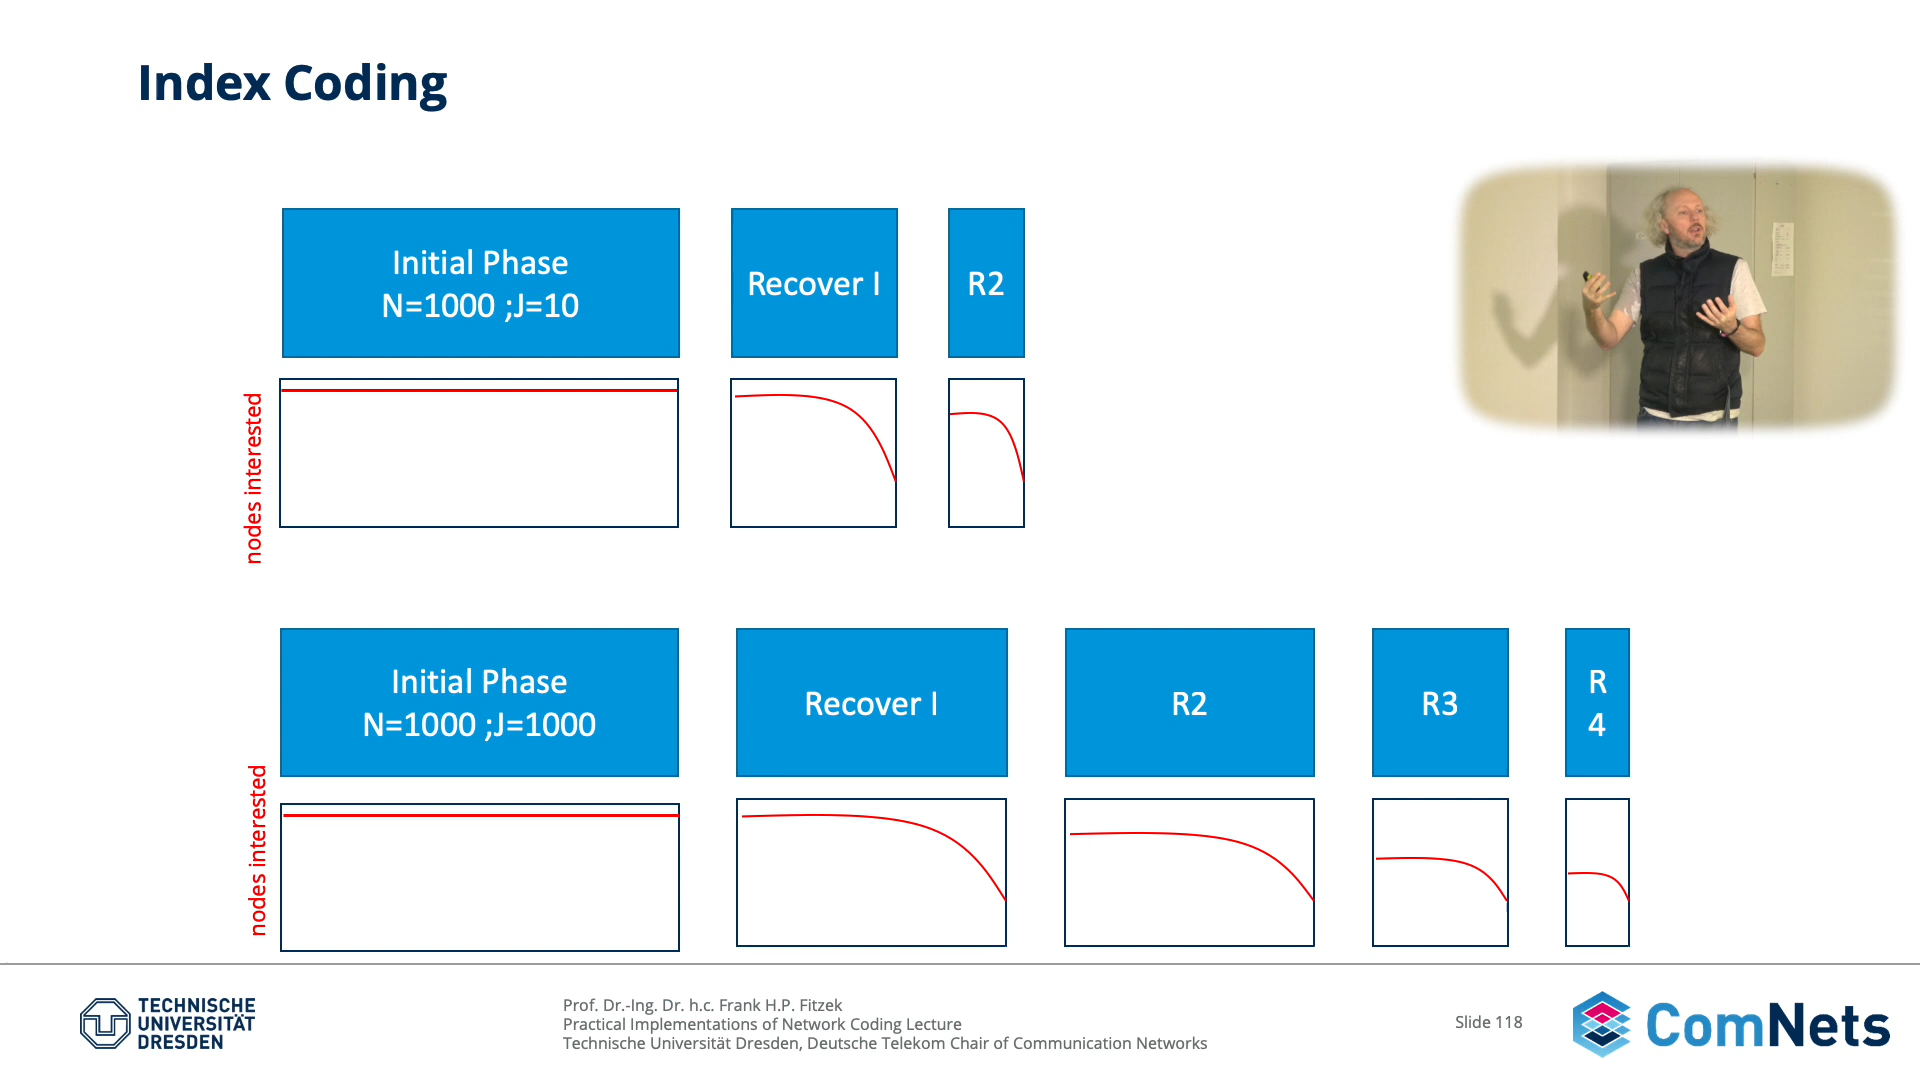 Index Coding
Initial Phase
N=1000 ;J=10
Recover I
R2
nodes interested
Initial Phase
N=1000 ;J=1000
Recover I
R2
R3
R
4
nodes interested
TECHNISCHE
UNIVERSITÄT
DRESDEN
Prof. Dr.-Ing. Dr. h.c. Frank H.P. Fitzek
Practical Implementations of Network Coding Lecture
Technische Universität Dresden, Deutsche Telekom Chair of Communication Networks
Slide 118
ComNets